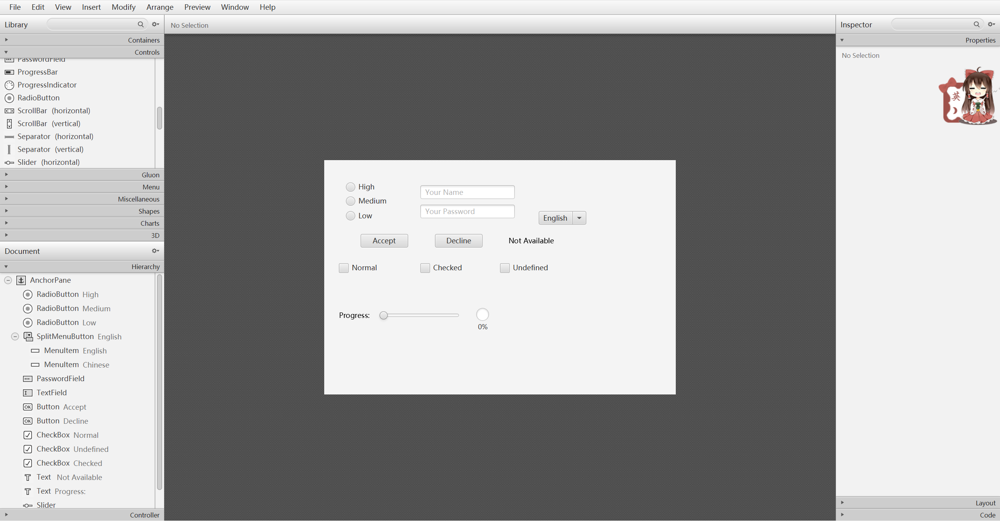 File Edit View Insert Modify Arrange Preview Window Help
Library
No Selection
Inspector
Containers
Controls
PasswordField
ProgressBar
ProgressIndicator
RadioButton
ScrollBar (horizontal)
ScrollBar (vertical)
Separator (horizontal)
Separator (vertical)
Slider (horizontal)
Gluon
Menu
Miscellaneous
Shapes
Charts
3D
Document
Hierarchy
AnchorPane
RadioButton High
RadioButton Medium
RadioButton Low
SplitMenuButton English
MenuItem English
MenuItem Chinese
PasswordField
TextField
OK Button Accept
OK Button Decline
CheckBox Normal
CheckBox Undefined
CheckBox Checked
Text Not Available
Text Progress:
Slider
Controller
High
Medium
Low
Your Name
Your Password
English
Accept
Decline
Not Available
Normal
Checked
Undefined
Progress:
0%
Properties
No Selection
英
Layout
Code